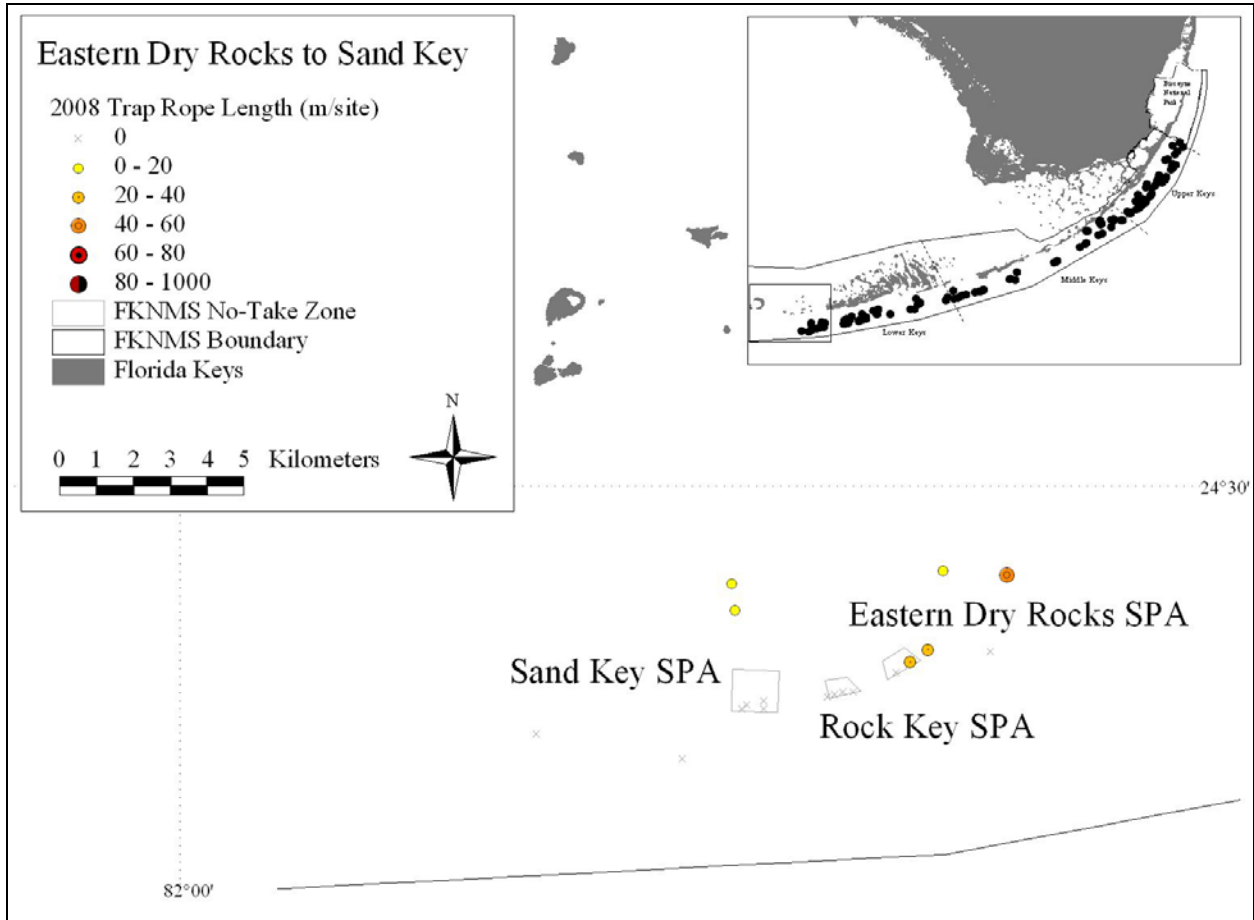 Eastern Dry Rocks to Sand Key
2008 Trap Rope Length (m/site)
0
0 - 20
20 - 40
40 - 60
60 - 80
80 - 1000
FKNMS No-Take Zone
FKNMS Boundary
Florida Keys
N
0 1 2 3 4 5 Kilometers
Biscayne
National
Park
Upper Keys
Middle Keys
Lower Keys
24°30'
Eastern Dry Rocks SPA
Sand Key SPA
Rock Key SPA
82°00'